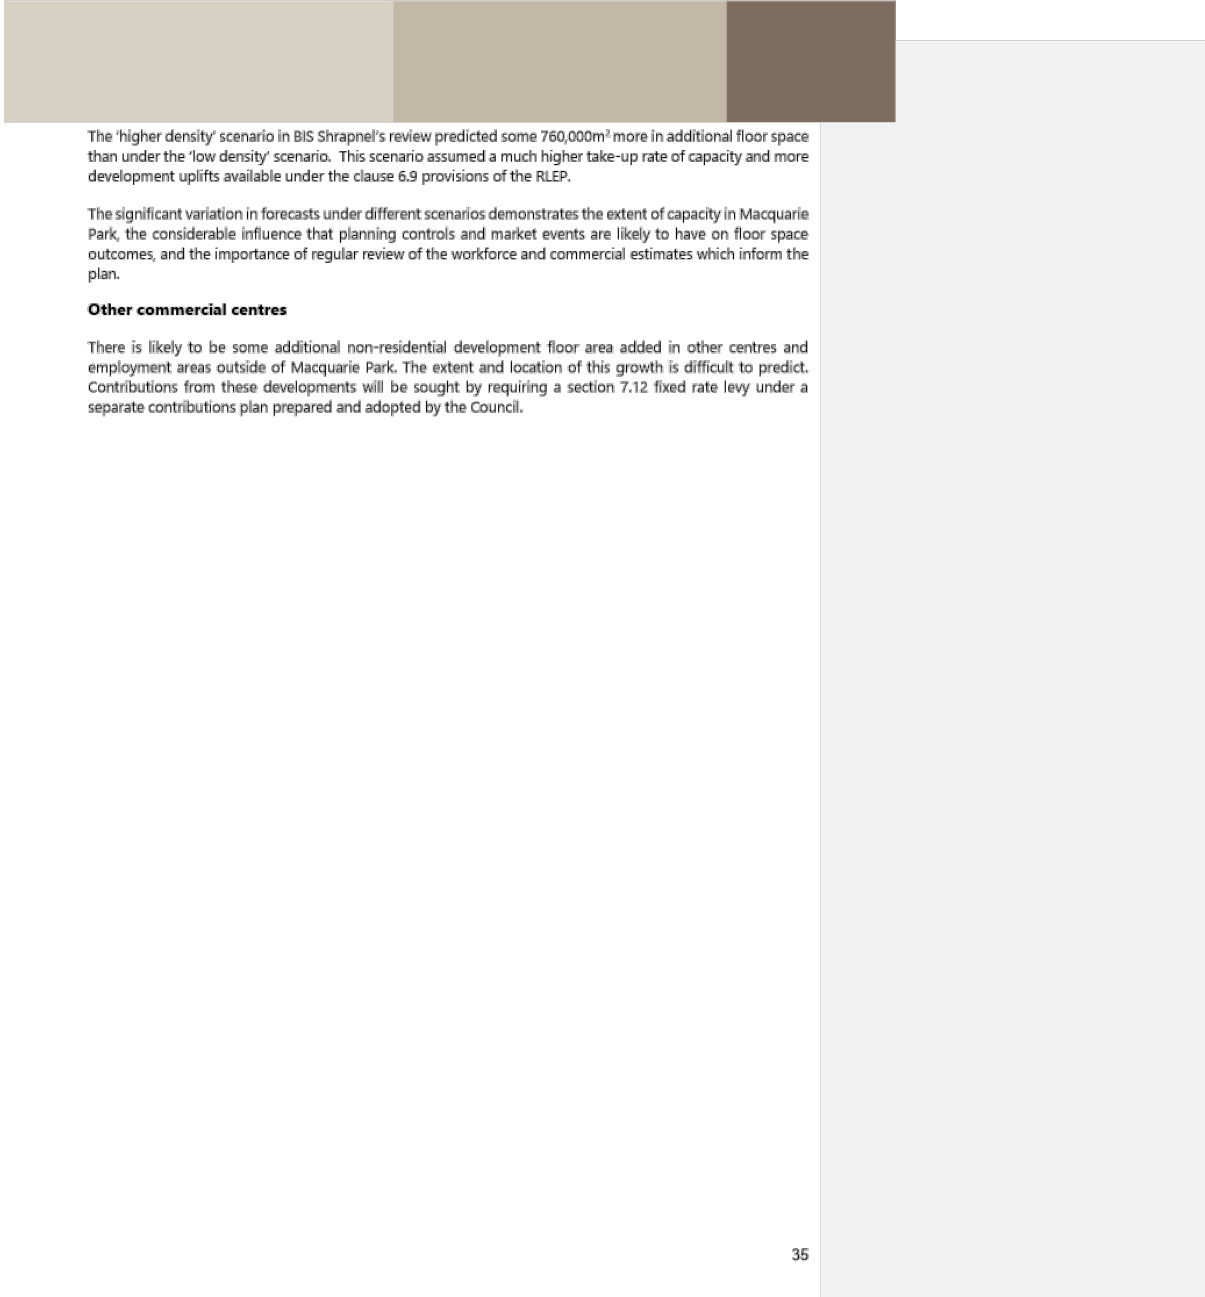 The ‘higher density’ scenario in BIS Shrapnel’s review predicted some 760,000m² more in additional floor space
than under the ‘low density’ scenario.  This scenario assumed a much higher take-up rate of capacity and more
development uplifts available under the clause 6.9 provisions of the RLEP.
The significant variation in forecasts under different scenarios demonstrates the extent of capacity in Macquarie
Park, the considerable influence that planning controls and market events are likely to have on floor space
outcomes, and the importance of regular review of the workforce and commercial estimates which inform the
plan.
Other commercial centres
There is likely to be some additional non-residential development floor area added in other centres and
employment areas outside of Macquarie Park. The extent and location of this growth is difficult to predict.
Contributions from these developments will be sought by requiring a section 7.12 fixed rate levy under a
separate contributions plan prepared and adopted by the Council.
35